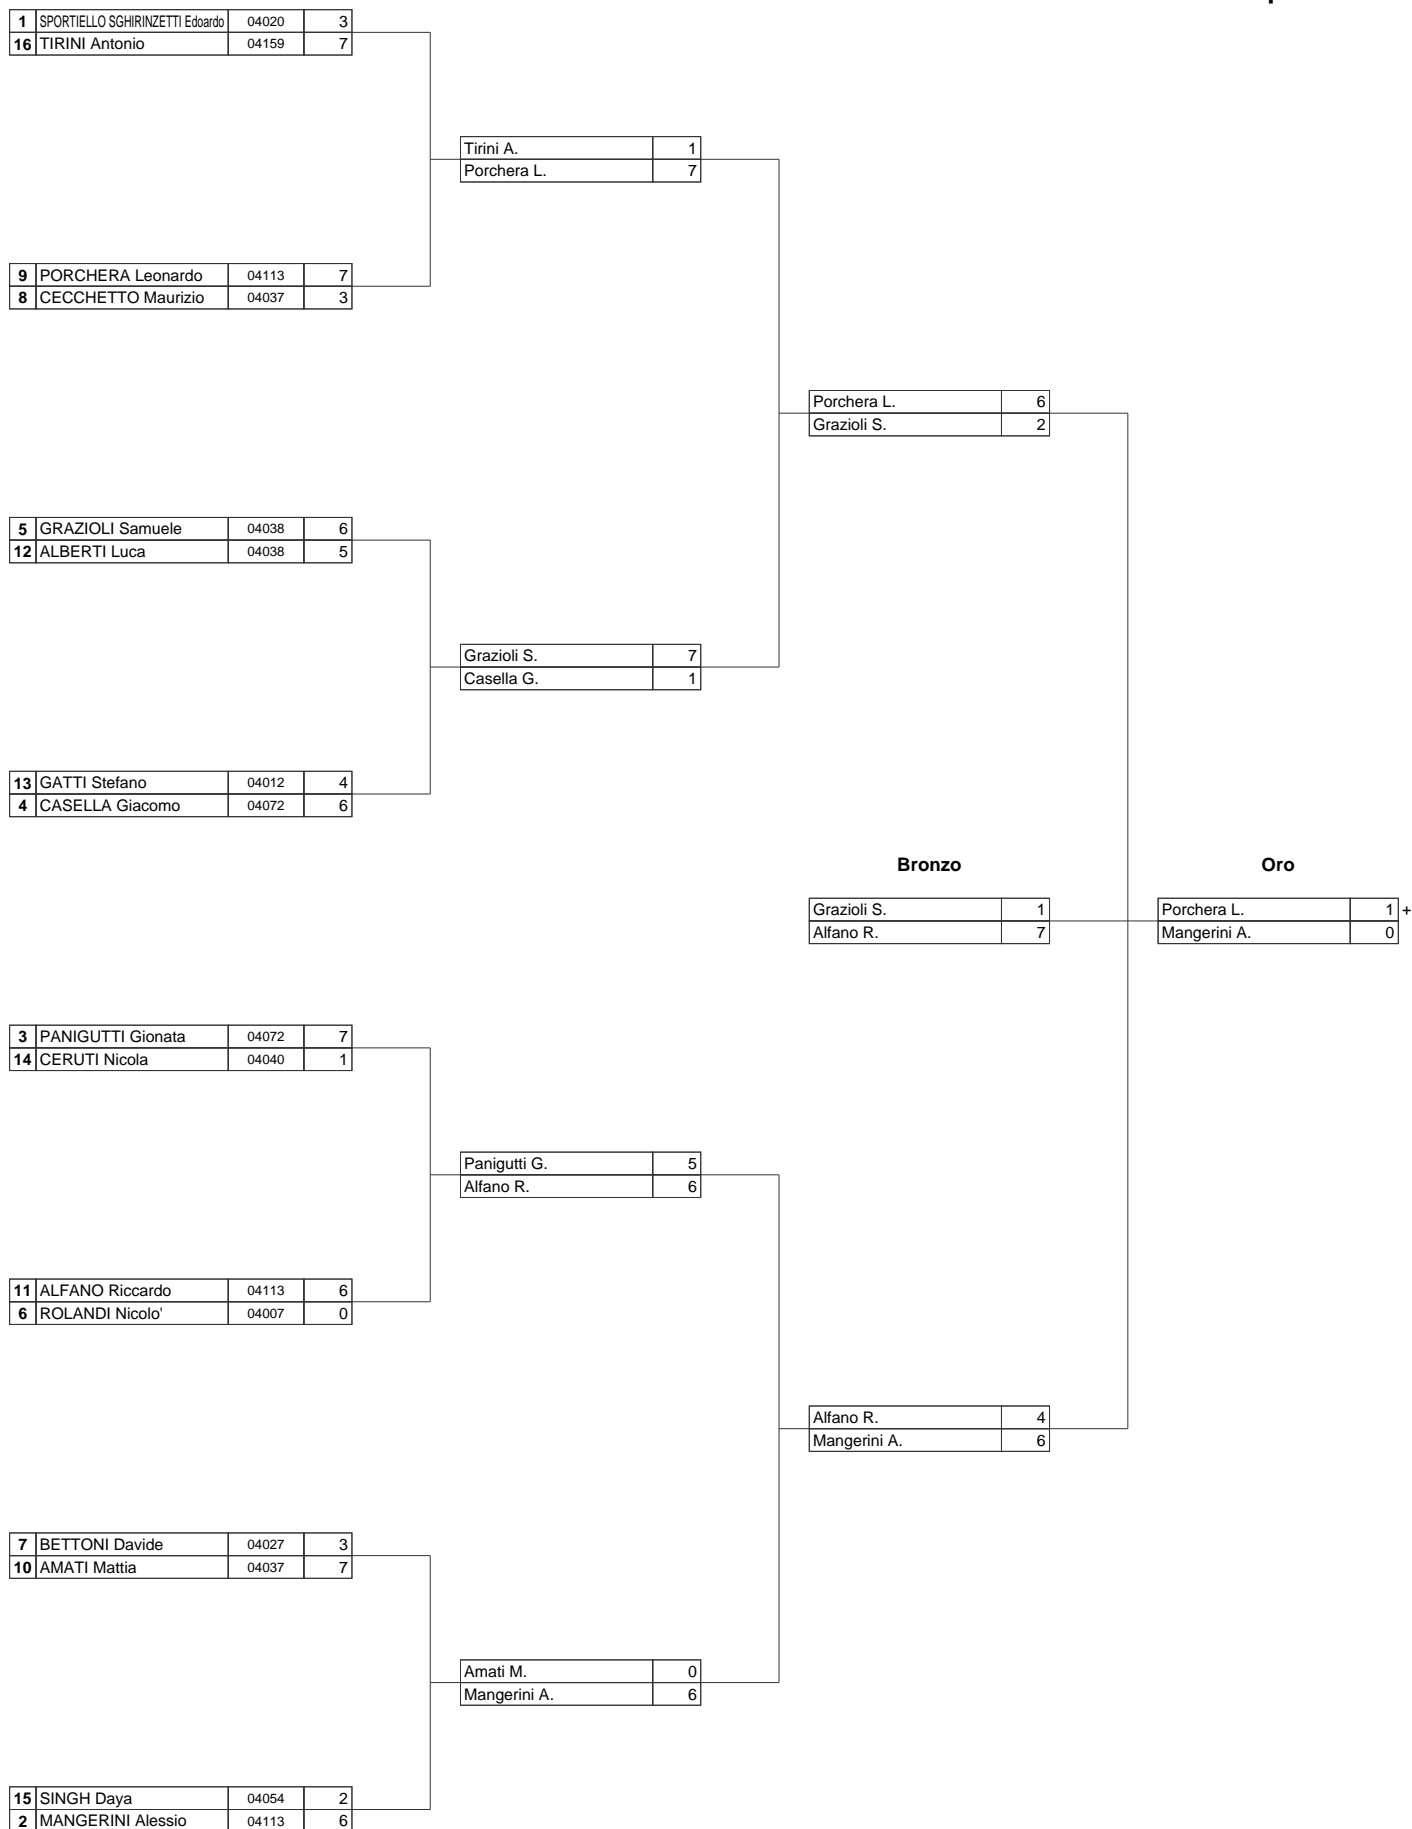 1 SPORTIELLO SGHIRINZETTI Edoardo 04020 3
16 TIRINI Antonio 04159 7
Tirini A. 1
Porchera L. 7
9 PORCHERA Leonardo 04113 7
8 CECCHETTO Maurizio 04037 3
Porchera L. 6
Grazioli S. 2
5 GRAZIOLI Samuele 04038 6
12 ALBERTI Luca 04038 5
Grazioli S. 7
Casella G. 1
13 GATTI Stefano 04012 4
4 CASELLA Giacomo 04072 6
Bronzo Oro
Grazioli S. 1 Porchera L. 1 +
Alfano R. 7 Mangerini A. 0
3 PANIGUTTI Gionata 04072 7
14 CERUTI Nicola 04040 1
Panigutti G. 5
Alfano R. 6
11 ALFANO Riccardo 04113 6
6 ROLANDI Nicolo' 04007 0
Alfano R. 4
Mangerini A. 6
7 BETTONI Davide 04027 3
10 AMATI Mattia 04037 7
Amati M. 0
Mangerini A. 6
15 SINGH Daya 04054 2
2 MANGERINI Alessio 04113 6